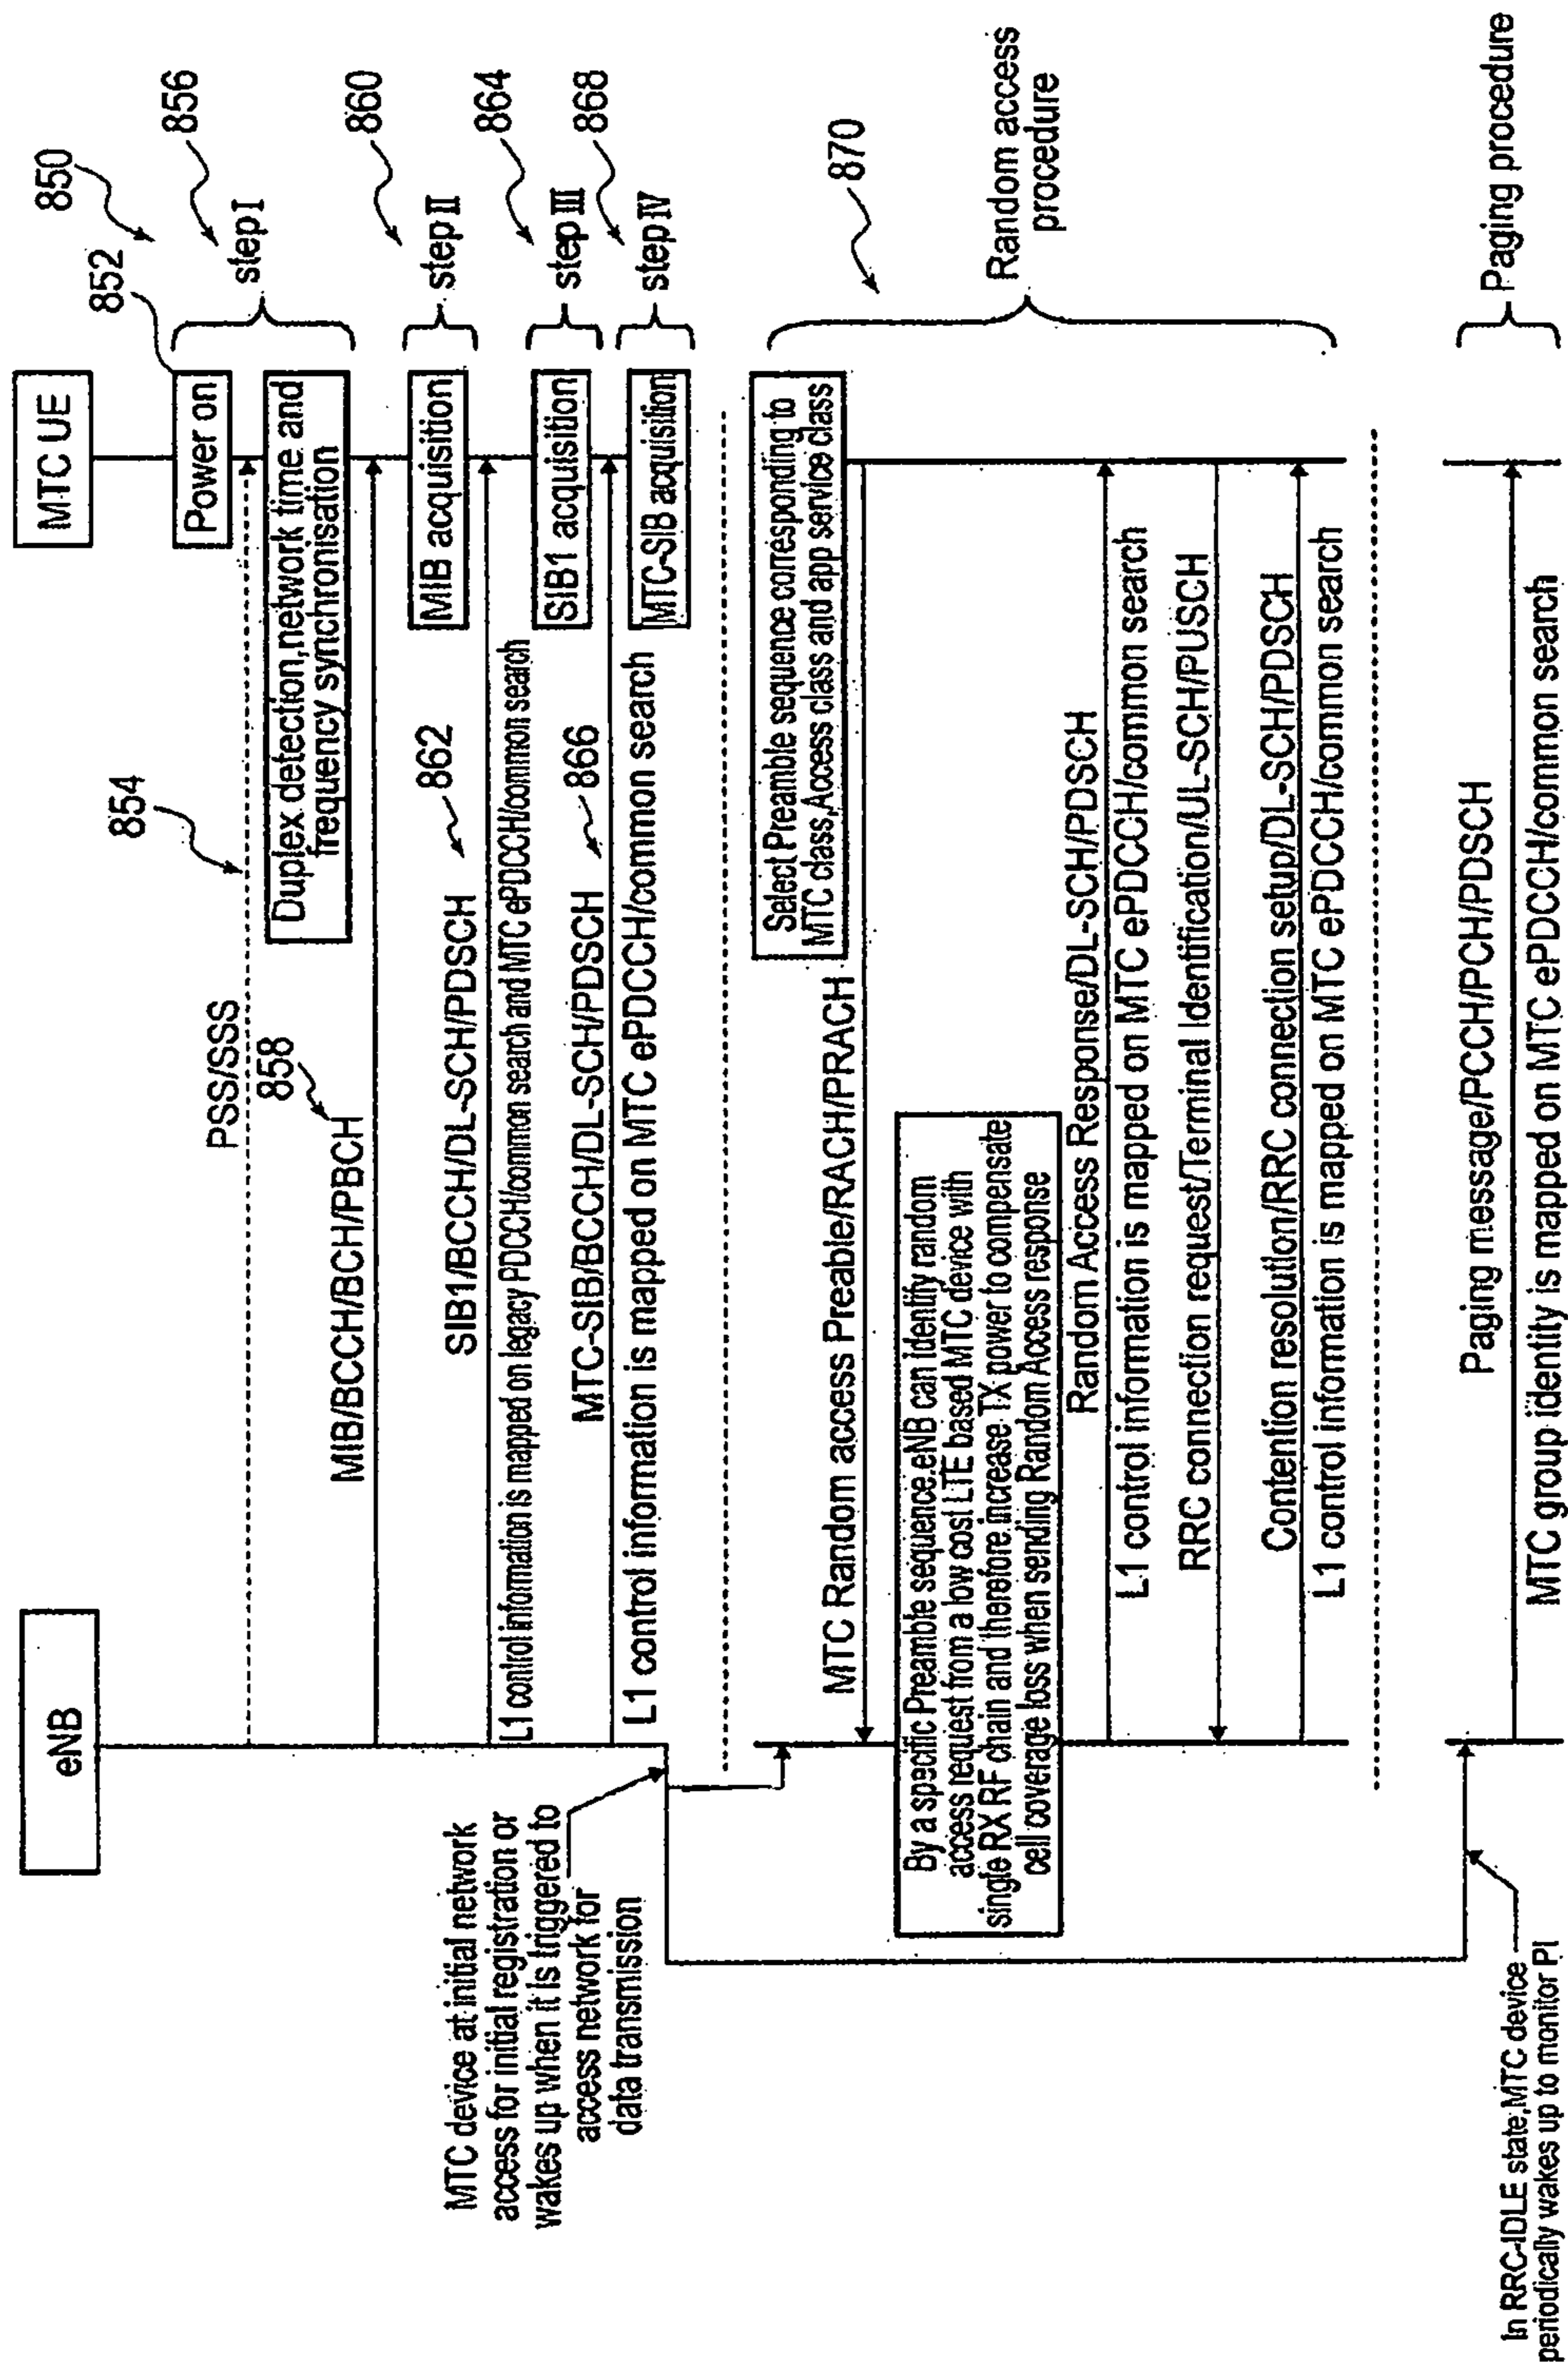 eNB
MTC UE
850
852
Power on
856
step I
854
PSS/SSS
Duplex detection,network time and
frequency synchronisation
858
MIB/BCCH/BCH/PBCH
MIB acquisition
860
step II
862
SIB1/BCCH/DL-SCH/PDSCH
L1 control information is mapped on legacy PDCCH/common search and MTC ePDCCH/common search
SIB1 acquisition
864
step III
866
MTC-SIB/BCCH/DL-SCH/PDSCH
L1 control information is mapped on MTC ePDCCH/common search
MTC-SIB acquisition
868
step IV
MTC device at initial network
access for initial registration or
wakes up when it is triggered to
access network for
data transmission
Select Preamble sequence corresponding to
MTC class,Access class and app service class
870
MTC Random access Preable/RACH/PRACH
By a specific Preamble sequence,eNB can identify random
access request from a low cost LTE based MTC device with
single RX RF chain and therefore increase TX power to compensate
cell coverage loss when sending Random Access response
Random access
procedure
Random Access Response/DL-SCH/PDSCH
L1 control information is mapped on MTC ePDCCH/common search
RRC connection request/Terminal Identification/UL-SCH/PUSCH
Contention resolution/RRC connection setup/DL-SCH/PDSCH
L1 control information is mapped on MTC ePDCCH/common search
Paging message/PCCH/PCH/PDSCH
MTC group identity is mapped on MTC ePDCCH/common search
Paging procedure
In RRC-IDLE state,MTC device
periodically wakes up to monitor PI